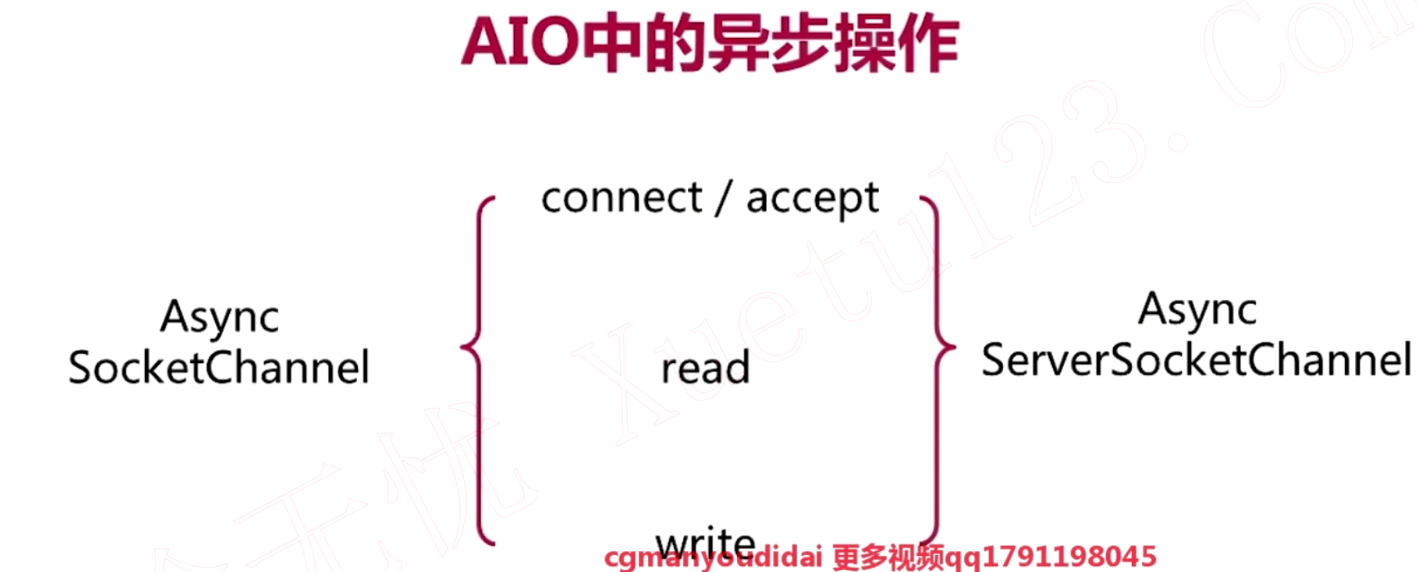 AIO中的异步操作
connect / accept
Async
SocketChannel
read
Async
ServerSocketChannel
write
cgmanyoudidai 更多视频qq1791198045
无忧 Xuetu123.Com